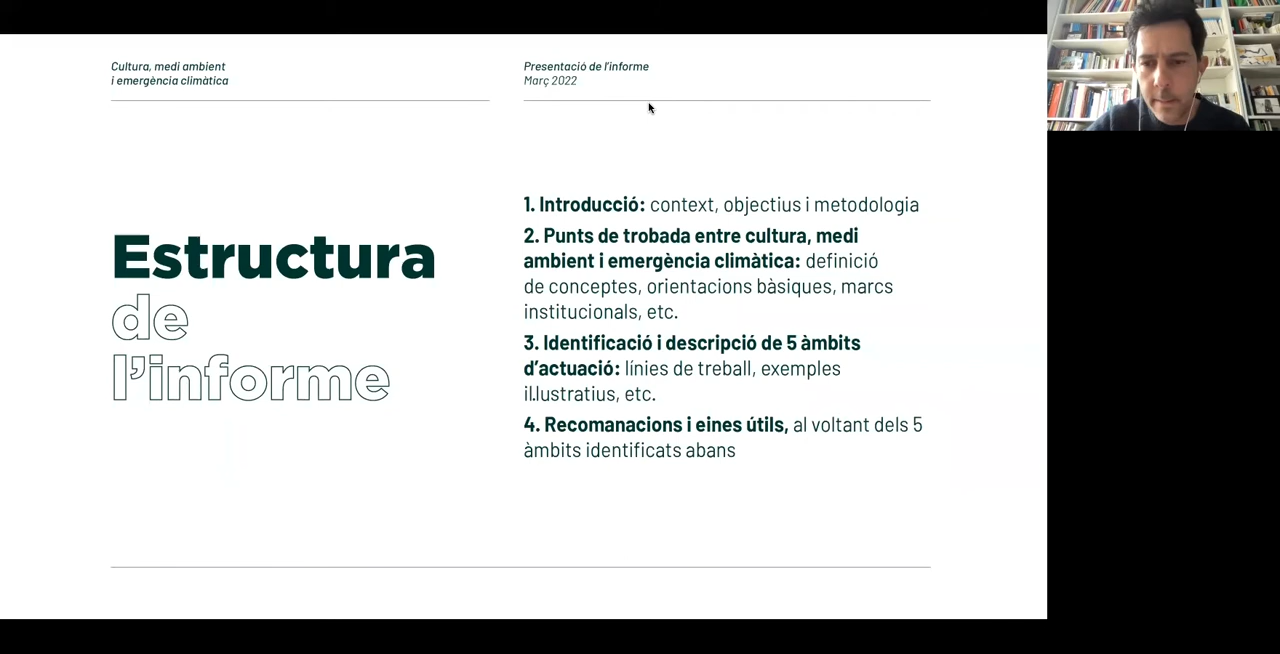 Cultura, medi ambient
i emergència climàtica
Presentació de l'informe
Març 2022
Estructura
de
l'informe
1. Introducció: context, objectius i metodologia
2. Punts de trobada entre cultura, medi
ambient i emergència climàtica: definició
de conceptes, orientacions bàsiques, marcs
institucionals, etc.
3. Identificació i descripció de 5 àmbits
d'actuació: línies de treball, exemples
il.lustratius, etc.
4. Recomanacions i eines útils, al voltant dels 5
àmbits identificats abans